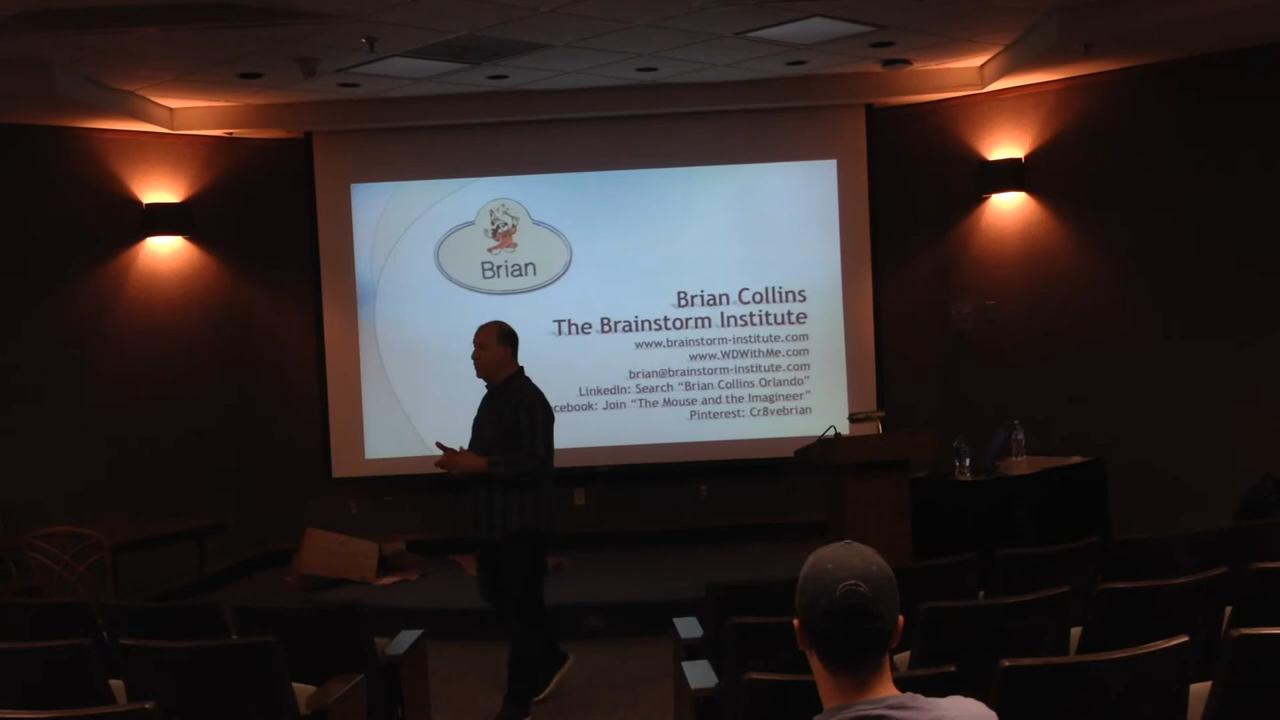 Brian
Brian Collins
The Brainstorm Institute
www.brainstorm-institute.com
www.WDWithMe.com
brian@brainstorm-institute.com
LinkedIn: Search “Brian Collins Orlando”
cebook: Join “The Mouse and the Imagineer”
Pinterest: Cr8vebrian